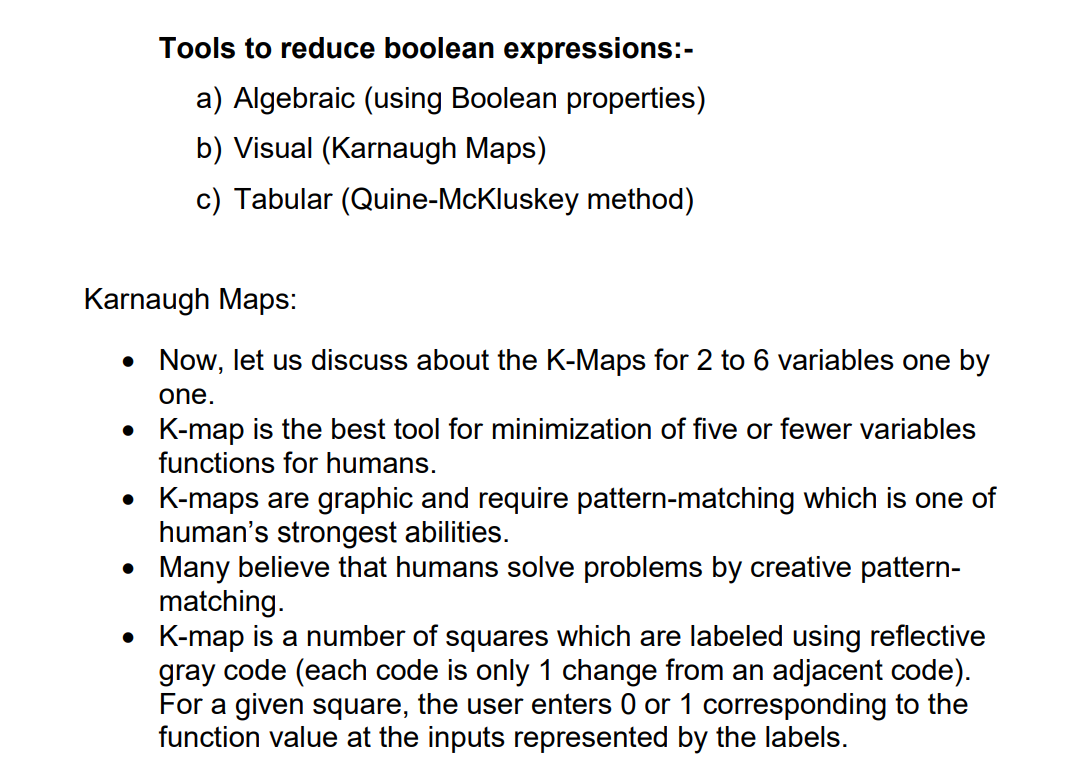 Tools to reduce boolean expressions:-
a) Algebraic (using Boolean properties)
b) Visual (Karnaugh Maps)
c) Tabular (Quine-McKluskey method)
Karnaugh Maps:
• Now, let us discuss about the K-Maps for 2 to 6 variables one by
one.
• K-map is the best tool for minimization of five or fewer variables
functions for humans.
• K-maps are graphic and require pattern-matching which is one of
human’s strongest abilities.
• Many believe that humans solve problems by creative pattern-
matching.
• K-map is a number of squares which are labeled using reflective
gray code (each code is only 1 change from an adjacent code).
For a given square, the user enters 0 or 1 corresponding to the
function value at the inputs represented by the labels.